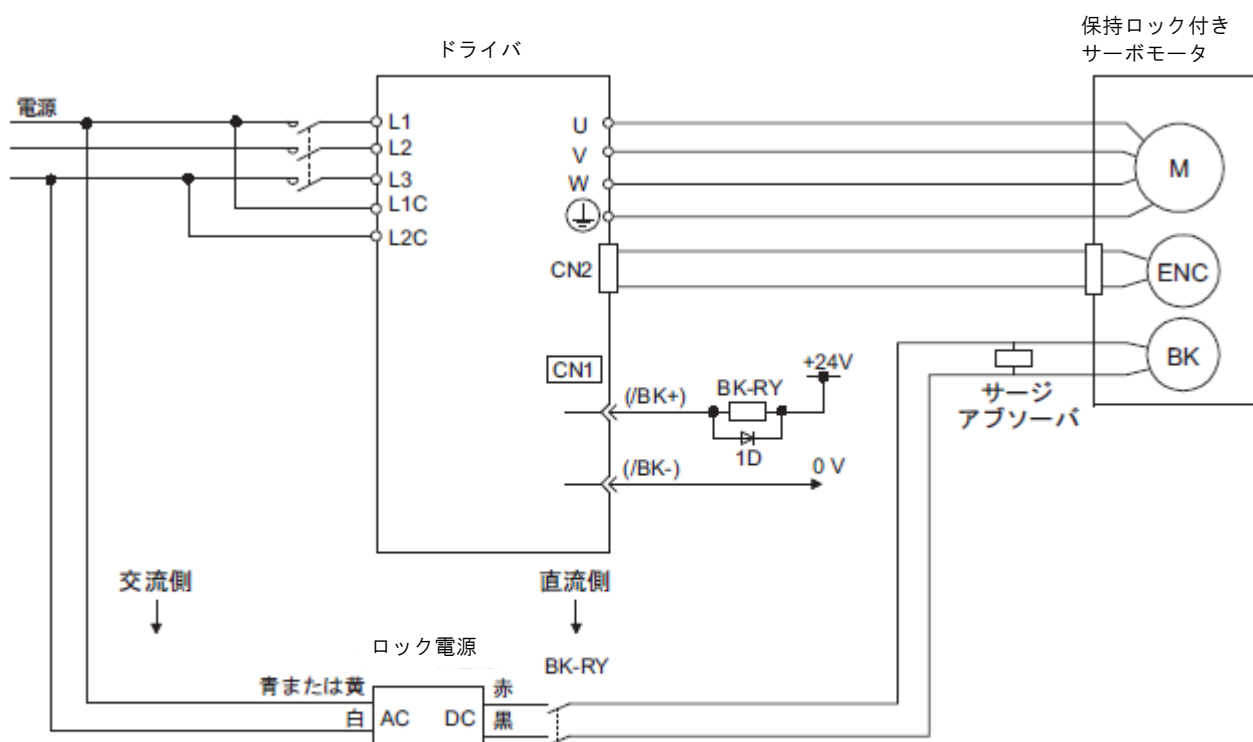 保持ロック付き
サーボモータ
ドライバ
電源
L1
L2
L3
L1C
L2C
U
V
W
M
CN2
ENC
CN1
BK
+24V
(/BK+)
BK-RY
1D
サージ
アブソーバ
(/BK-)
0 V
交流側
直流側
ロック電源
BK-RY
青または黄
赤
白
AC
DC
黒